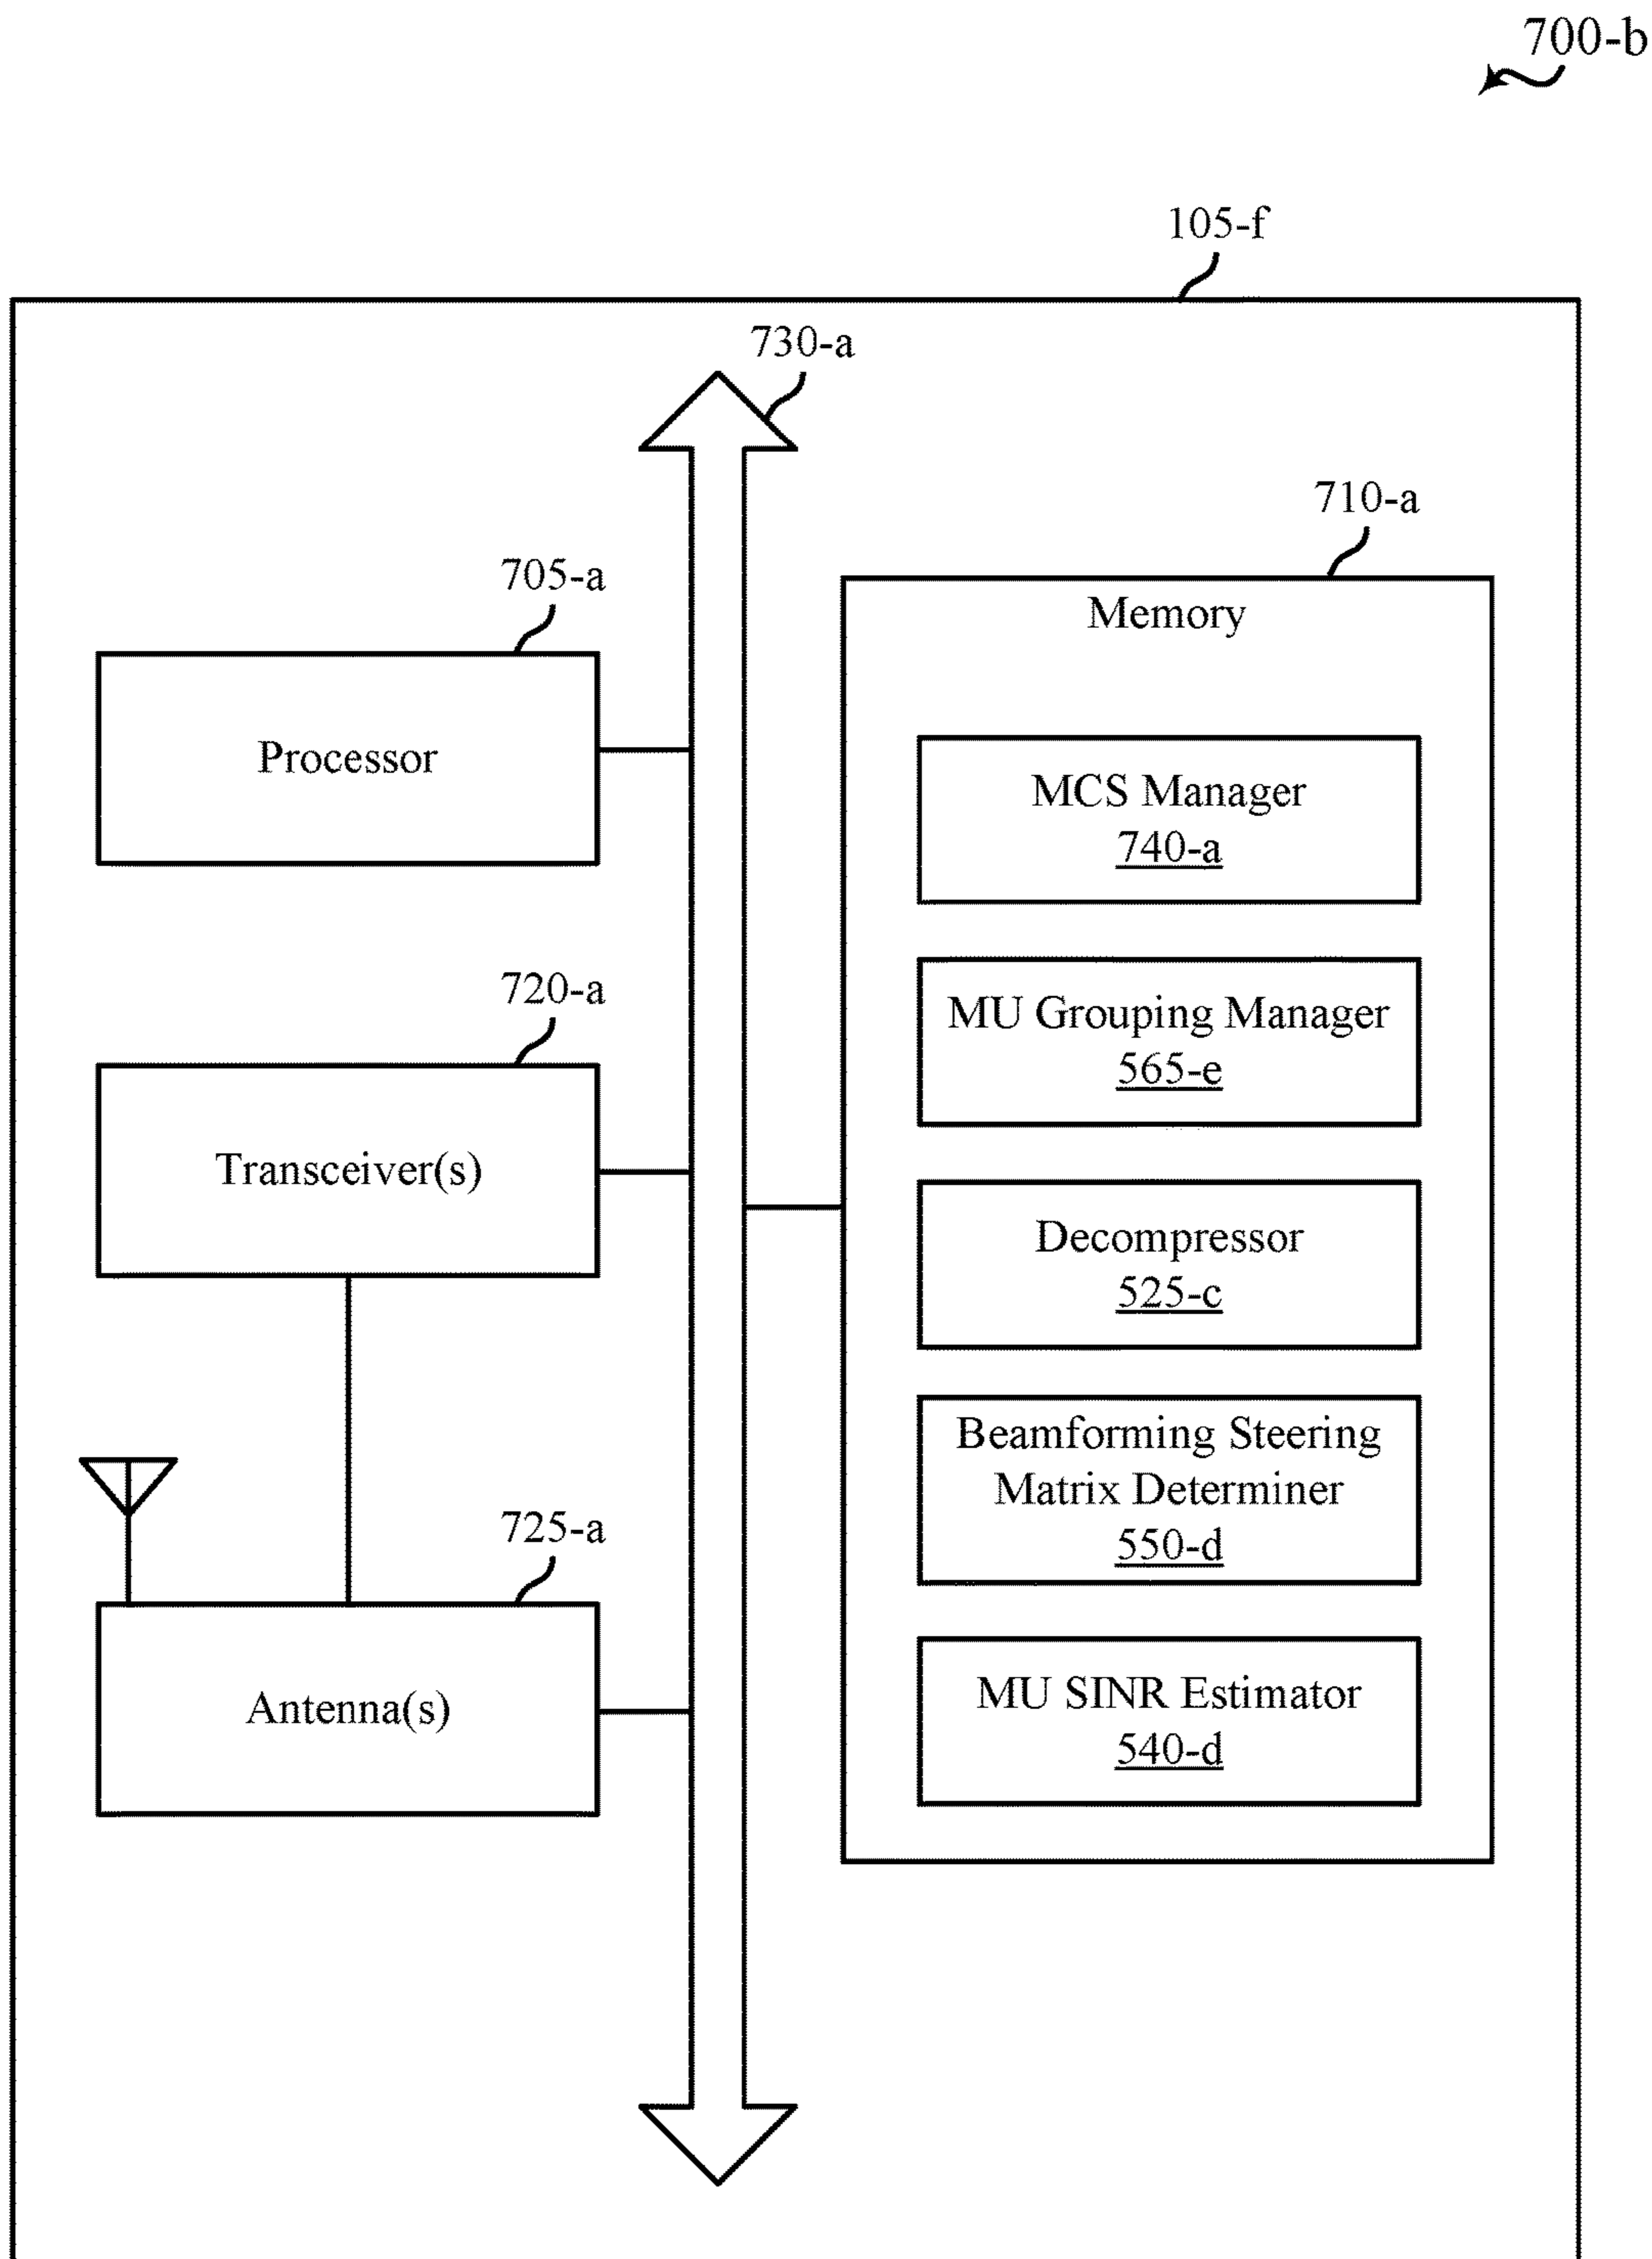 700-b
105-f
730-a
710-a
Memory
705-a
Processor
MCS Manager
740-a
MU Grouping Manager
565-e
720-a
Transceiver(s)
Decompressor
525-c
Beamforming Steering
Matrix Determiner
550-d
725-a
Antenna(s)
MU SINR Estimator
540-d